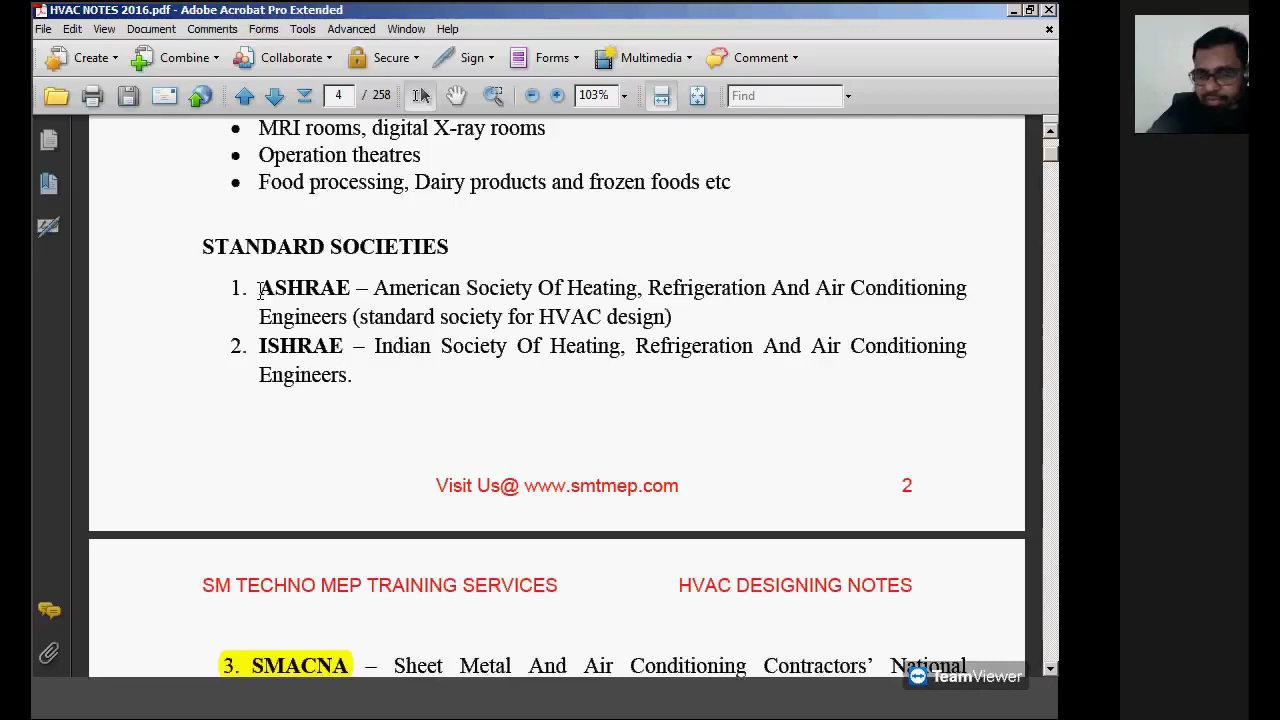 HVAC NOTES 2016.pdf - Adobe Acrobat Pro Extended
File Edit View Document Comments Forms Tools Advanced Window Help
Create Combine Collaborate Secure Sign Forms Multimedia Comment
4 / 258 103% Find
• MRI rooms, digital X-ray rooms
• Operation theatres
• Food processing, Dairy products and frozen foods etc
STANDARD SOCIETIES
1. ASHRAE – American Society Of Heating, Refrigeration And Air Conditioning
Engineers (standard society for HVAC design)
2. ISHRAE – Indian Society Of Heating, Refrigeration And Air Conditioning
Engineers.
Visit Us@ www.smtmep.com 2
SM TECHNO MEP TRAINING SERVICES HVAC DESIGNING NOTES
3. SMACNA – Sheet Metal And Air Conditioning Contractors’ National
TeamViewer